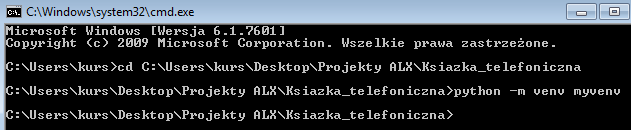 C:\Windows\system32\cmd.exe
Microsoft Windows [Wersja 6.1.7601]
Copyright (c) 2009 Microsoft Corporation. Wszelkie prawa zastrzeżone.
C:\Users\kurs>cd C:\Users\kurs\Desktop\Projekty ALX\Ksiazka_telefoniczna
C:\Users\kurs\Desktop\Projekty ALX\Ksiazka_telefoniczna>python -m venv myvenv
C:\Users\kurs\Desktop\Projekty ALX\Ksiazka_telefoniczna>